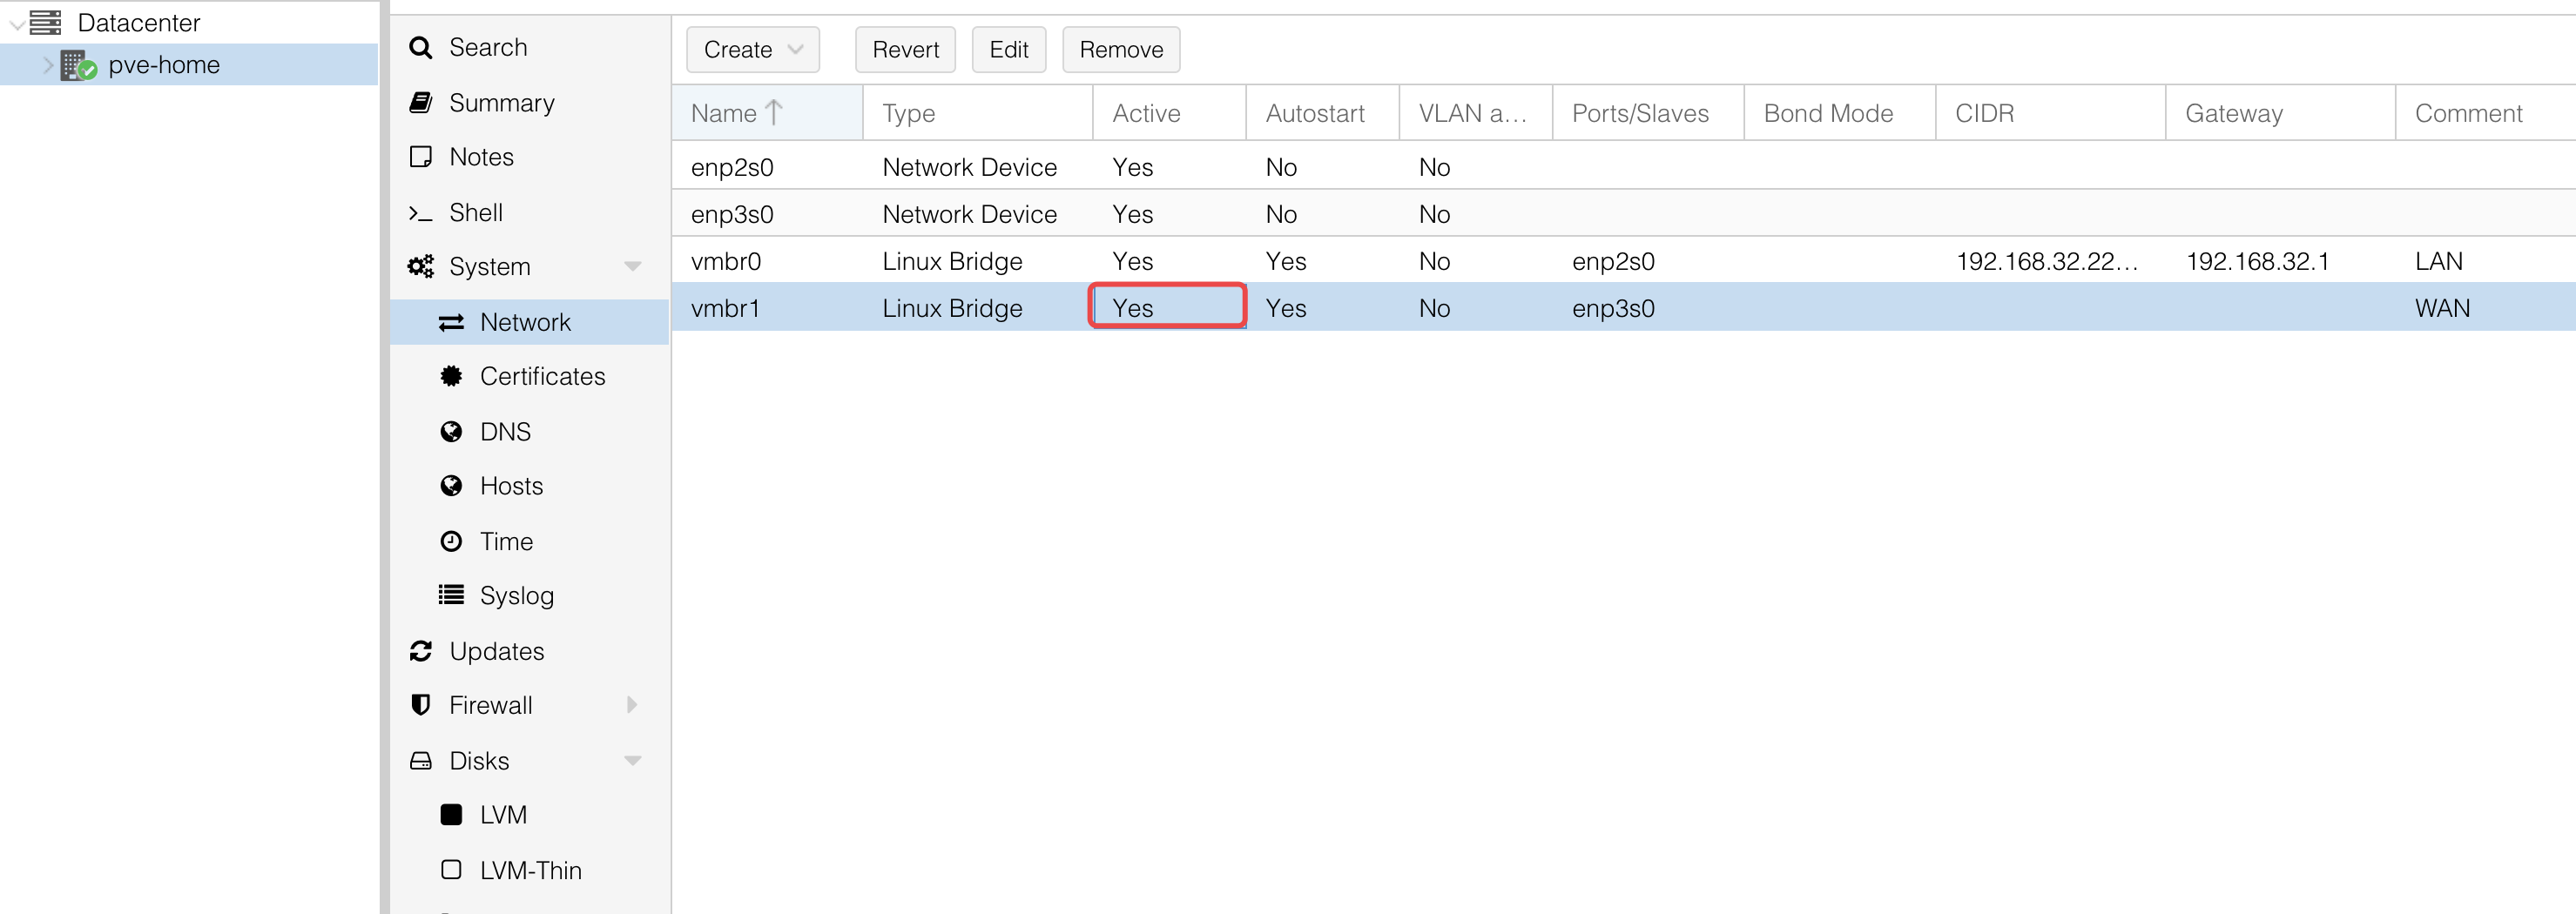 Datacenter
pve-home
Search
Summary
Notes
Shell
System
Network
Certificates
DNS
Hosts
Time
Syslog
Updates
Firewall
Disks
LVM
LVM-Thin
Create Revert Edit Remove
Name Type Active Autostart VLAN a... Ports/Slaves Bond Mode CIDR Gateway Comment
enp2s0 Network Device Yes No No
enp3s0 Network Device Yes No No
vmbr0 Linux Bridge Yes Yes No enp2s0 192.168.32.22... 192.168.32.1 LAN
vmbr1 Linux Bridge Yes Yes No enp3s0 WAN